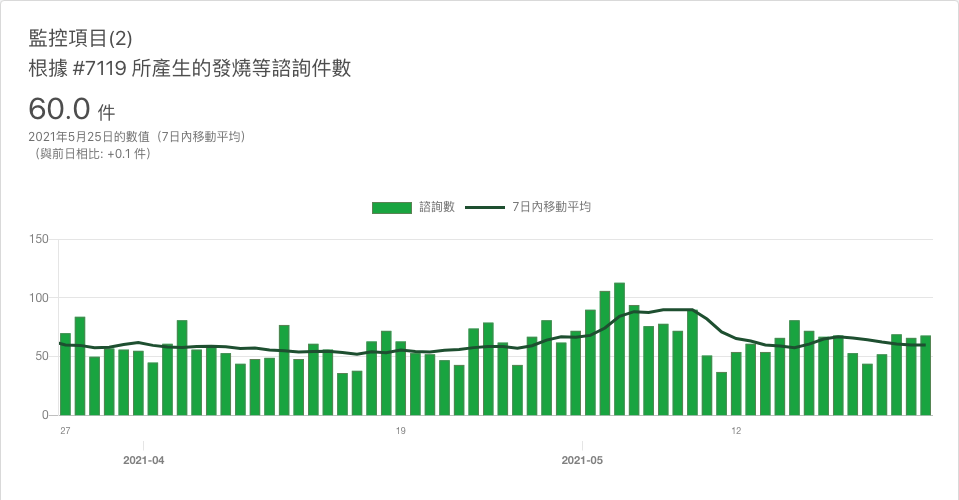 監控項目(2)
根據 #7119 所產生的發燒等諮詢件數
60.0 件
2021年5月25日的數值（7日內移動平均）
（與前日相比: +0.1 件）
諮詢數 7日內移動平均
150
100
50
0
27 19 12
2021-04 2021-05